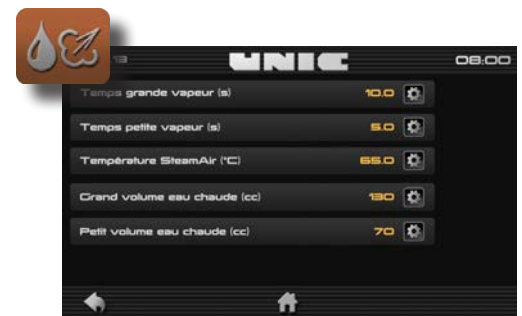 13 UNIC 08:00
Temps grande vapeur (s) 10.0
Temps petite vapeur (s) 5.0
Température SteamAir (°C) 65.0
Grand volume eau chaude (cc) 130
Petit volume eau chaude (cc) 70